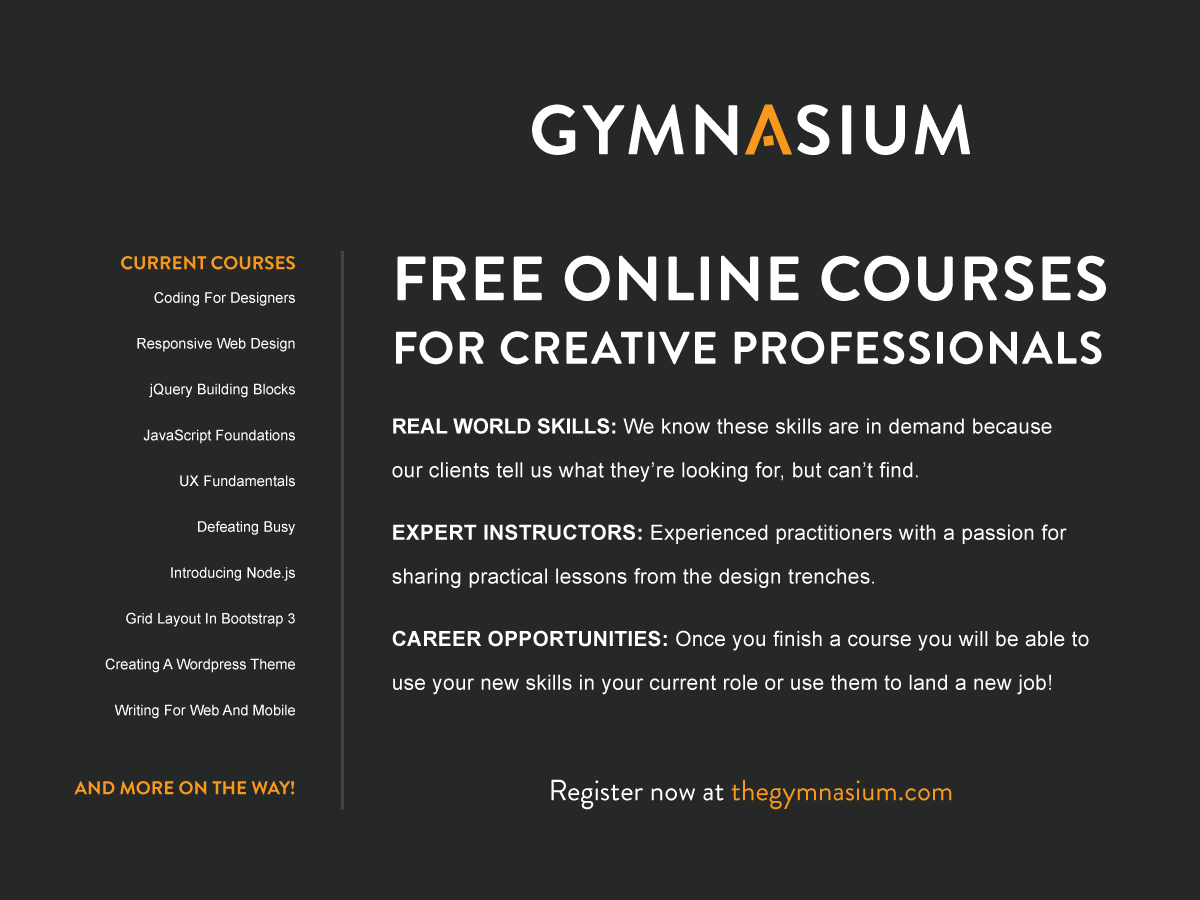 GYMNASIUM
CURRENT COURSES
Coding For Designers
Responsive Web Design
jQuery Building Blocks
JavaScript Foundations
UX Fundamentals
Defeating Busy
Introducing Node.js
Grid Layout In Bootstrap 3
Creating A Wordpress Theme
Writing For Web And Mobile
AND MORE ON THE WAY!
FREE ONLINE COURSES
FOR CREATIVE PROFESSIONALS
REAL WORLD SKILLS: We know these skills are in demand because
our clients tell us what they’re looking for, but can’t find.
EXPERT INSTRUCTORS: Experienced practitioners with a passion for
sharing practical lessons from the design trenches.
CAREER OPPORTUNITIES: Once you finish a course you will be able to
use your new skills in your current role or use them to land a new job!
Register now at thegymnasium.com